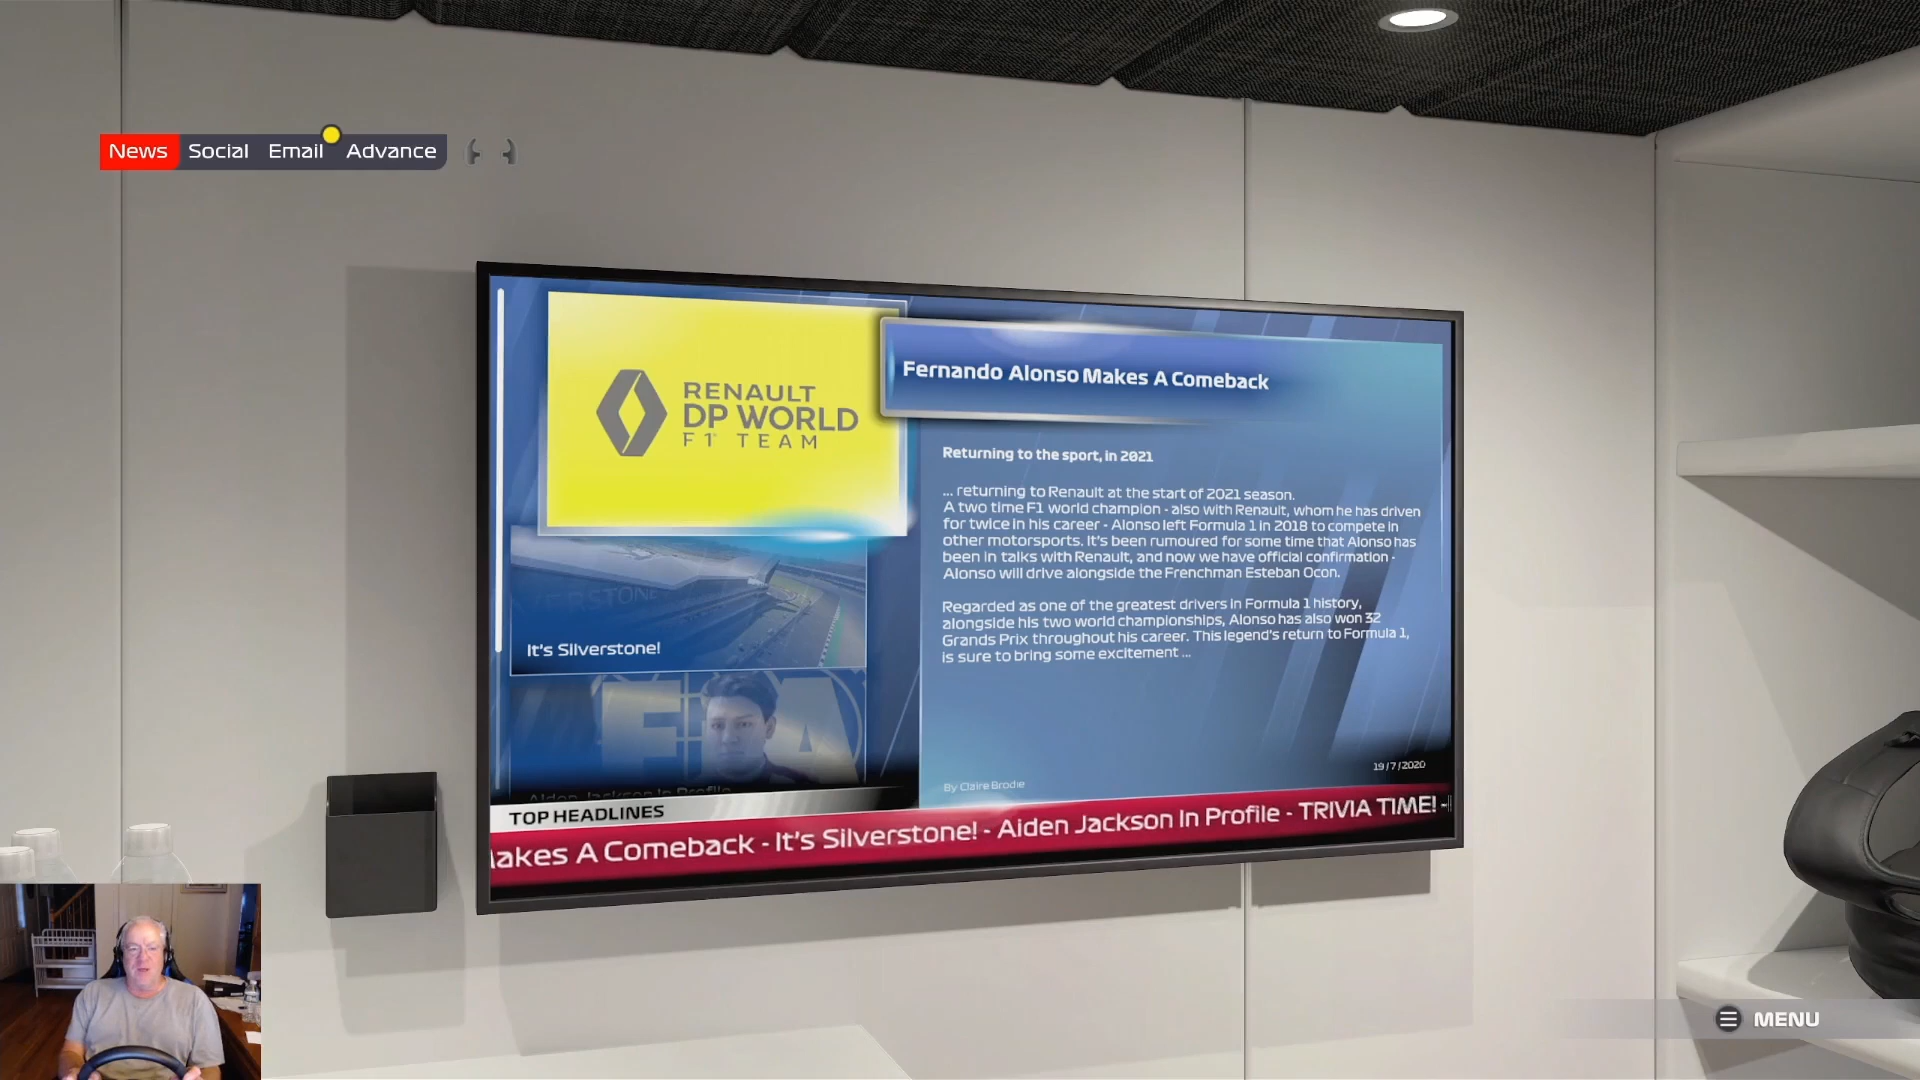 News Social Email Advance
RENAULT
DP WORLD
F1 TEAM
Fernando Alonso Makes A Comeback
Returning to the sport, in 2021
... returning to Renault at the start of 2021 season.
A two time F1 world champion - also with Renault, whom he has driven
for twice in his career - Alonso left Formula 1 in 2018 to compete in
other motorsports. It's been rumoured for some time that Alonso has
been in talks with Renault, and now we have official confirmation -
Alonso will drive alongside the Frenchman Esteban Ocon.
Regarded as one of the greatest drivers in Formula 1 history,
alongside his two world championships, Alonso has also won 32
Grands Prix throughout his career. This legend's return to Formula 1,
is sure to bring some excitement ...
It's Silverstone!
FIA
Aiden Jackson In Profile
19/7/2020
By Claire Brodie
TOP HEADLINES
Makes A Comeback - It's Silverstone! - Aiden Jackson In Profile - TRIVIA TIME! -
MENU